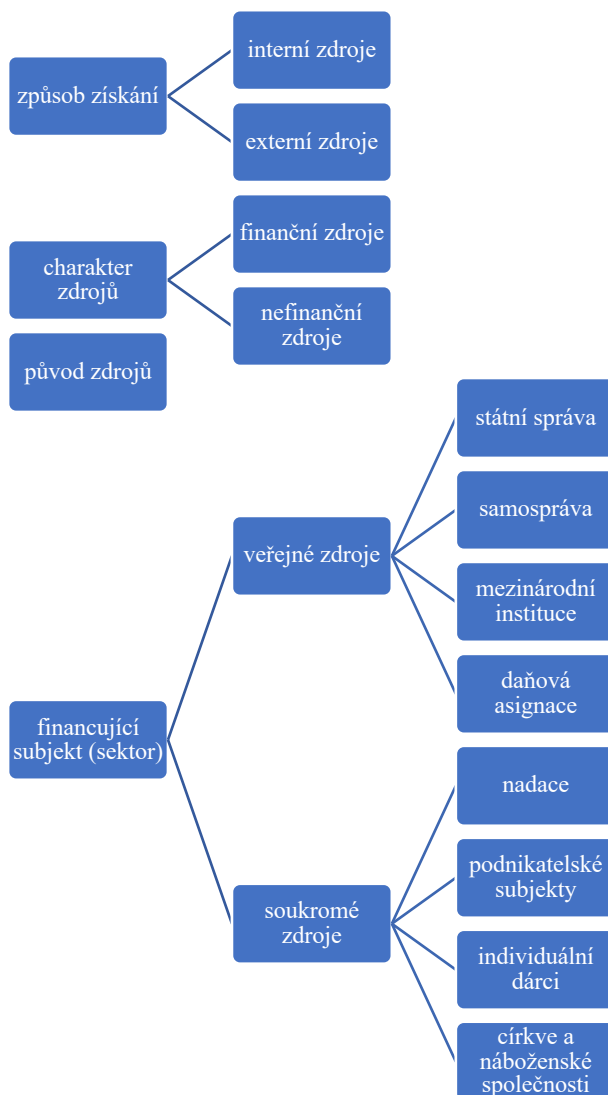 způsob získání
interní zdroje
externí zdroje
charakter
zdrojů
finanční zdroje
nefinanční
zdroje
původ zdrojů
financující
subjekt (sektor)
veřejné zdroje
státní správa
samospráva
mezinárodní
instituce
daňová
asignace
soukromé
zdroje
nadace
podnikatelské
subjekty
individuální
dárci
církve a
náboženské
společnosti